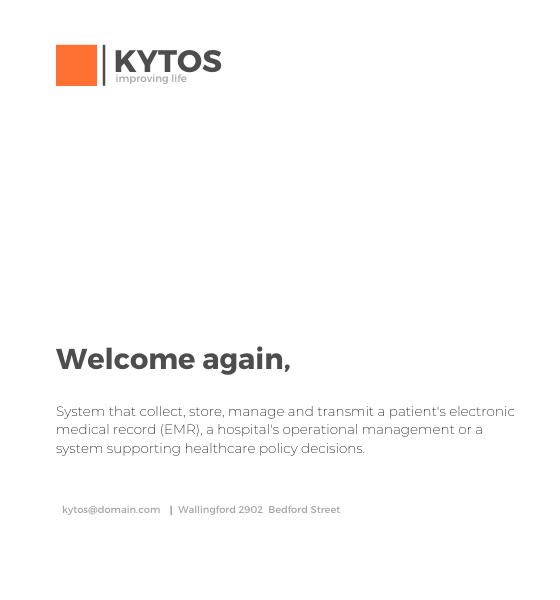 KYTOS
improving life
Welcome again,
System that collect, store, manage and transmit a patient's electronic
medical record (EMR), a hospital's operational management or a
system supporting healthcare policy decisions.
kytos@domain.com | Wallingford 2902 Bedford Street